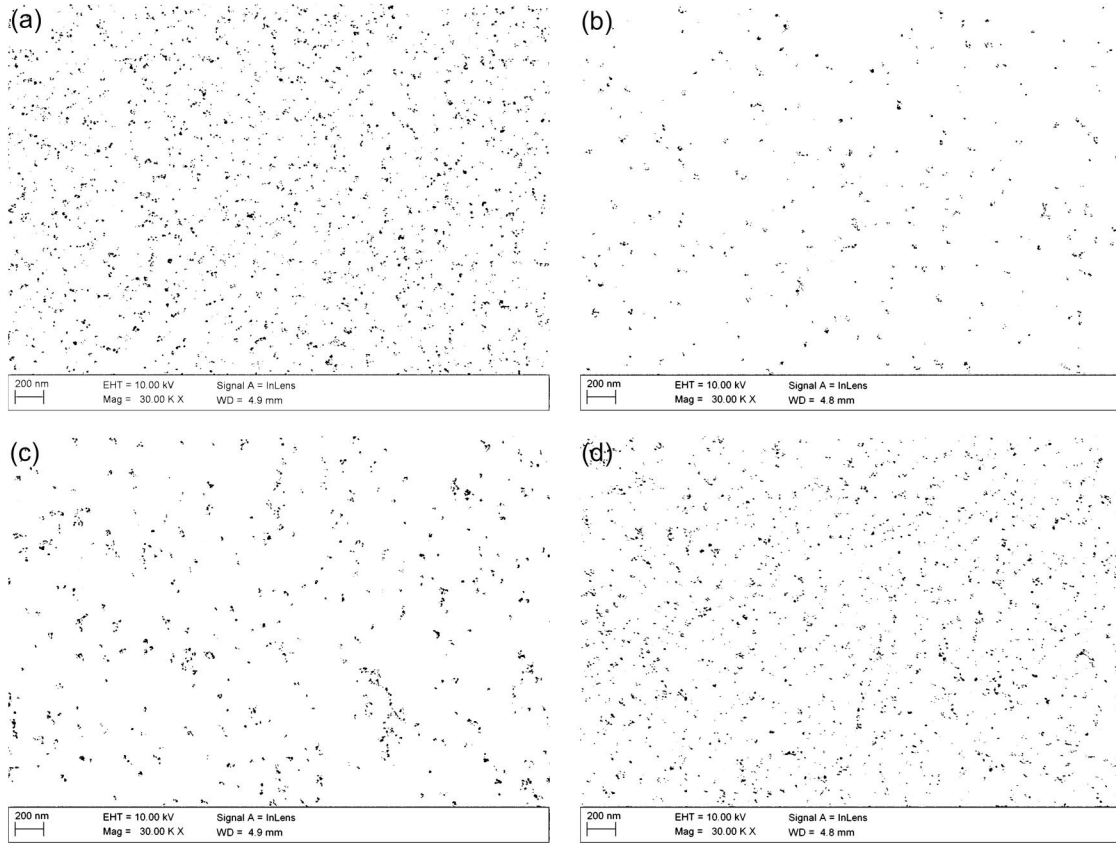 (a)
200 nm EHT = 10.00 kV Signal A = InLens
Mag = 30.00 K X WD = 4.9 mm
(b)
200 nm EHT = 10.00 kV Signal A = InLens
Mag = 30.00 K X WD = 4.8 mm
(c)
200 nm EHT = 10.00 kV Signal A = InLens
Mag = 30.00 K X WD = 4.9 mm
(d)
200 nm EHT = 10.00 kV Signal A = InLens
Mag = 30.00 K X WD = 4.8 mm